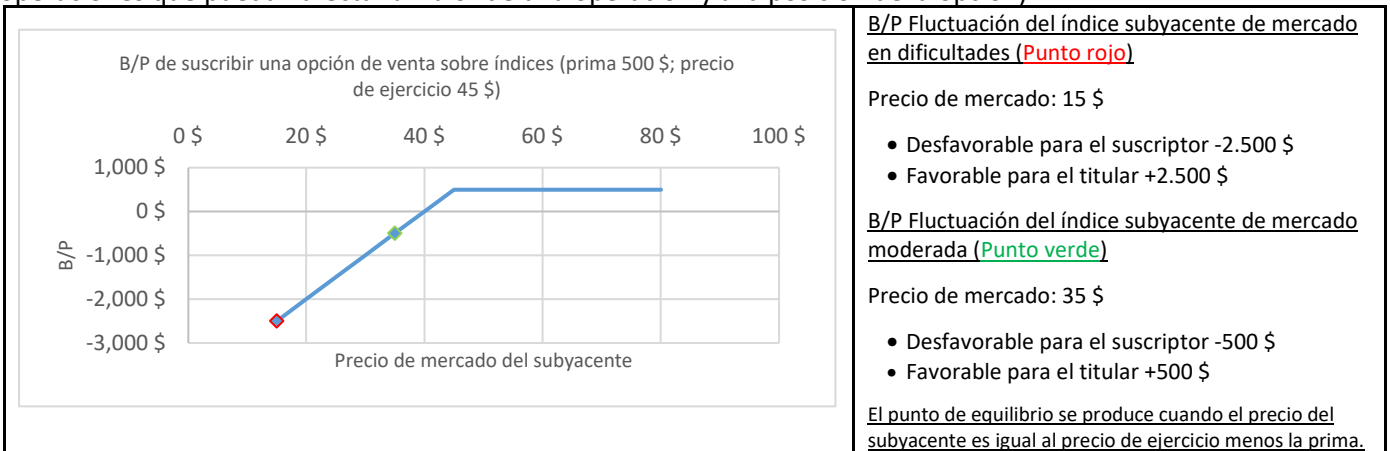 B/P de suscribir una opción de venta sobre índices (prima 500 $; precio
de ejercicio 45 $)
0 $ 20 $ 40 $ 60 $ 80 $ 100 $
1,000 $
0 $
-1,000 $
-2,000 $
-3,000 $
B/P
Precio de mercado del subyacente
B/P Fluctuación del índice subyacente de mercado
en dificultades (Punto rojo)
Precio de mercado: 15 $
• Desfavorable para el suscriptor -2.500 $
• Favorable para el titular +2.500 $
B/P Fluctuación del índice subyacente de mercado
moderada (Punto verde)
Precio de mercado: 35 $
• Desfavorable para el suscriptor -500 $
• Favorable para el titular +500 $
El punto de equilibrio se produce cuando el precio del
subyacente es igual al precio de ejercicio menos la prima.